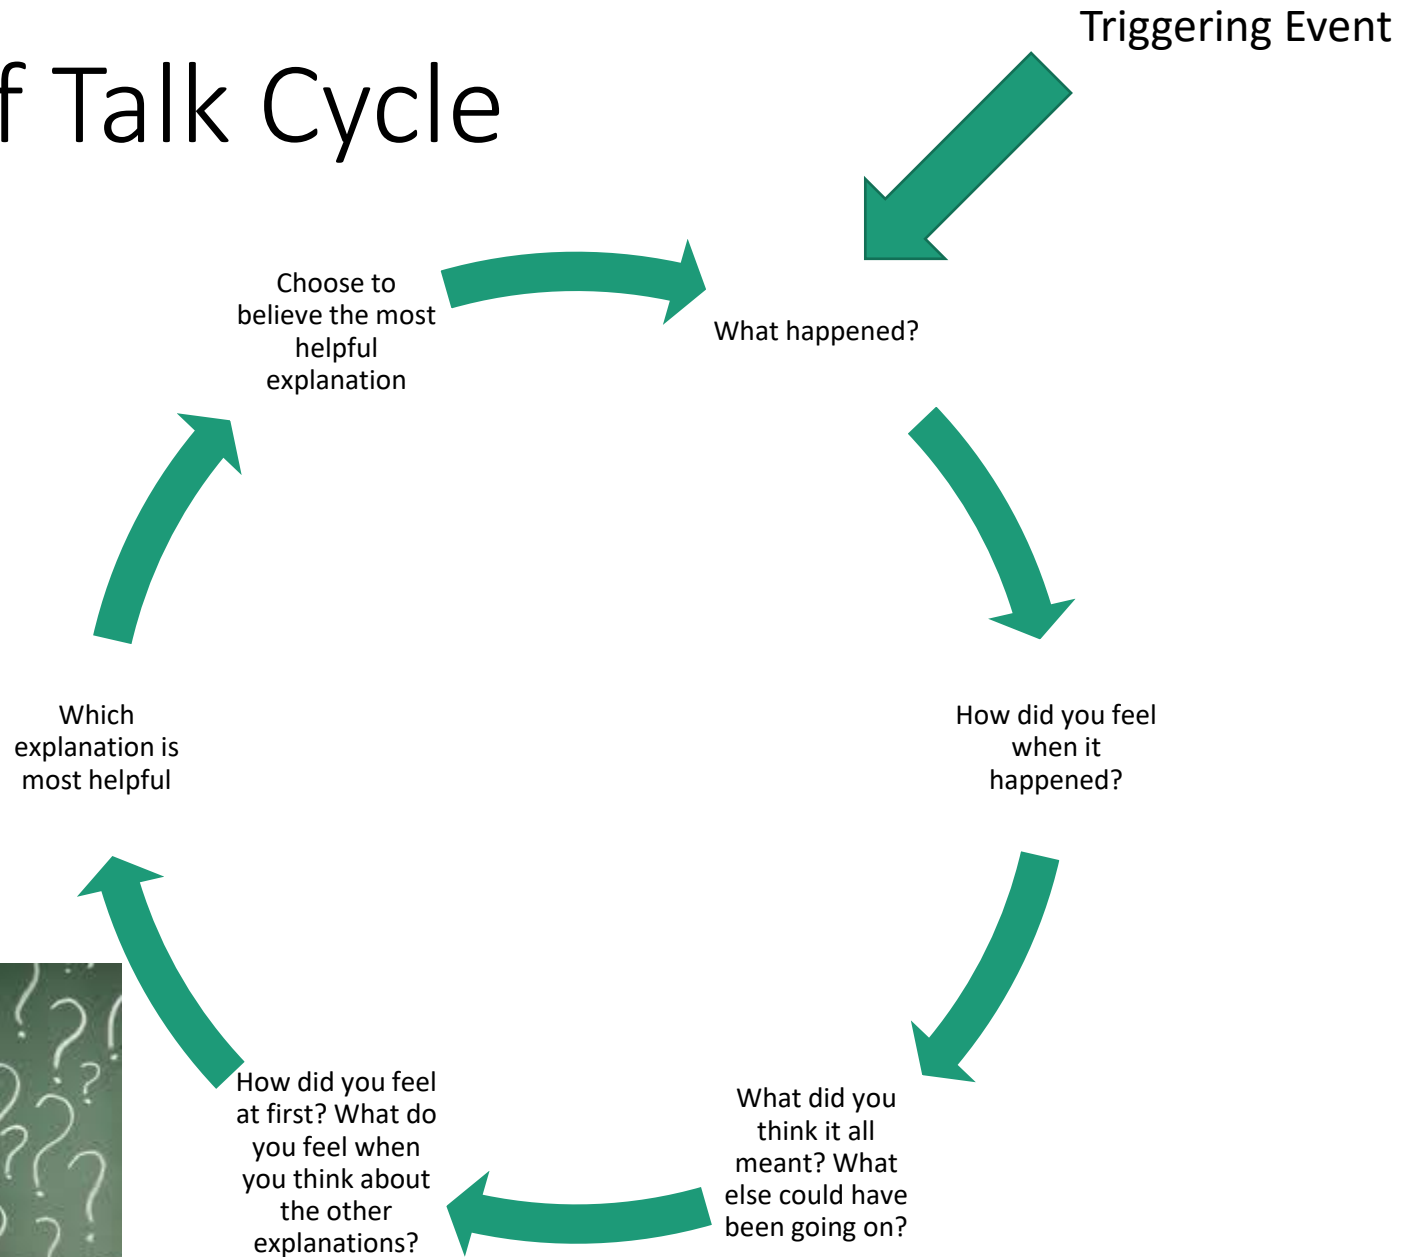 Triggering Event
f Talk Cycle
What happened?
How did you feel
when it
happened?
What did you
think it all
meant? What
else could have
been going on?
How did you feel
at first? What do
you feel when
you think about
the other
explanations?
Which
explanation is
most helpful
Choose to
believe the most
helpful
explanation